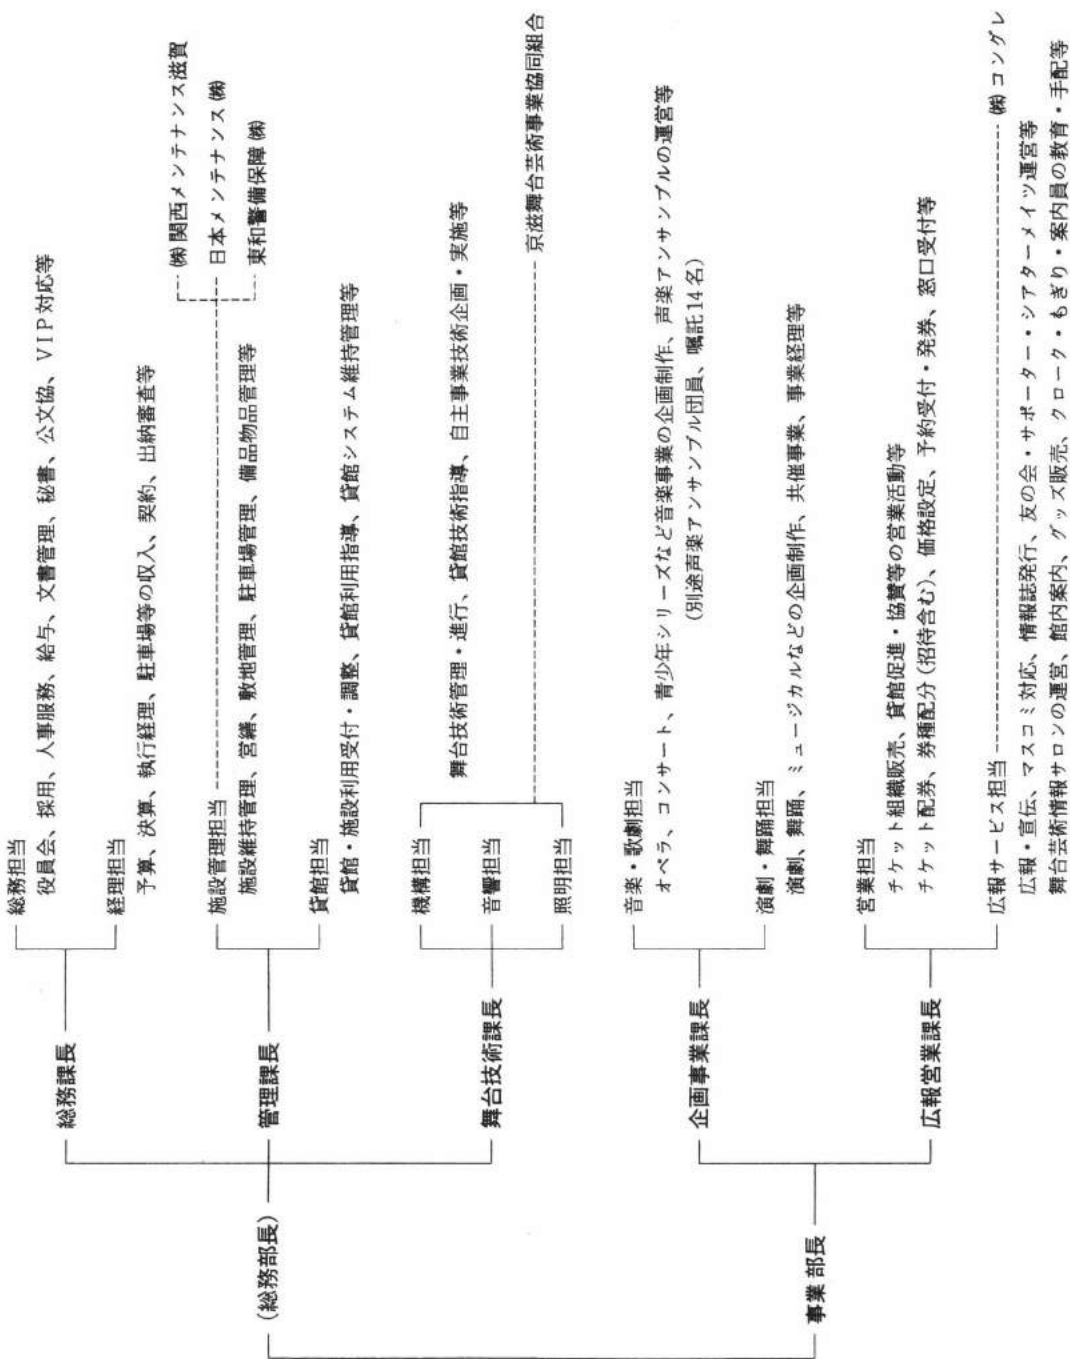 (総務部長)
総務課長
総務担当
役員会、採用、人事服務、給与、文書管理、秘書、公文協、VIP対応等
経理担当
予算、決算、執行経理、駐車場等の収入、契約、出納審査等
管理課長
施設管理担当
㈱関西メンテナンス滋賀
日本メンテナンス㈱
東和警備保障㈱
施設維持管理、営繕、敷地管理、駐車場管理、備品物品管理等
貸館担当
貸館・施設利用受付・調整、貸館利用指導、貸館システム維持管理等
舞台技術課長
機構担当
舞台技術管理・進行、貸館技術指導、自主事業技術企画・実施等
音響担当
照明担当
京滋舞台芸術事業協同組合
事業部長
企画事業課長
音楽・歌劇担当
オペラ、コンサート、青少年シリーズなど音楽事業の企画制作、声楽アンサンブルの運営等
(別途声楽アンサンブル団員、嘱託14名)
演劇・舞踊担当
演劇、舞踊、ミュージカルなどの企画制作、共催事業、事業経理等
広報営業課長
営業担当
チケット組織販売、貸館促進・協賛等の営業活動等
チケット配券、券種配分(招待含む)、価格設定、予約受付・発券、窓口受付等
広報サービス担当
㈱コングレ
広報・宣伝、マスコミ対応、情報誌発行、友の会・サポーター・シアターメイツ運営等
舞台芸術情報サロンの運営、館内案内、グッズ販売、クローク・もぎり・案内員の教育・手配等